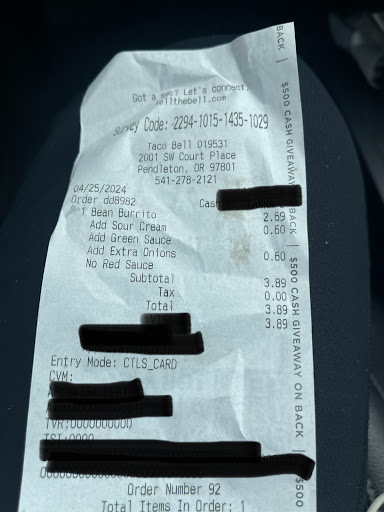 Got a sec? Let's connect.
tellthebell.com
Survey Code: 2294-1015-1435-1029
Taco Bell 019531
2001 SW Court Place
Pendleton, OR 97801
541-278-2121
04/25/2024
Order dd8982 Cas
1 Bean Burrito 2.69
Add Sour Cream 0.60
Add Green Sauce
Add Extra Onions 0.60
No Red Sauce
Subtotal 3.89
Tax 0.00
Total 3.89
3.89
Entry Mode: CTLS_CARD
CVM:
TVR:0000000000
TSI:0000
Order Number 92
Total Items In Order: 1
BACK | $500 CASH GIVEAWAY ON BACK | $500 CASH GIVEAWAY ON BACK | $500